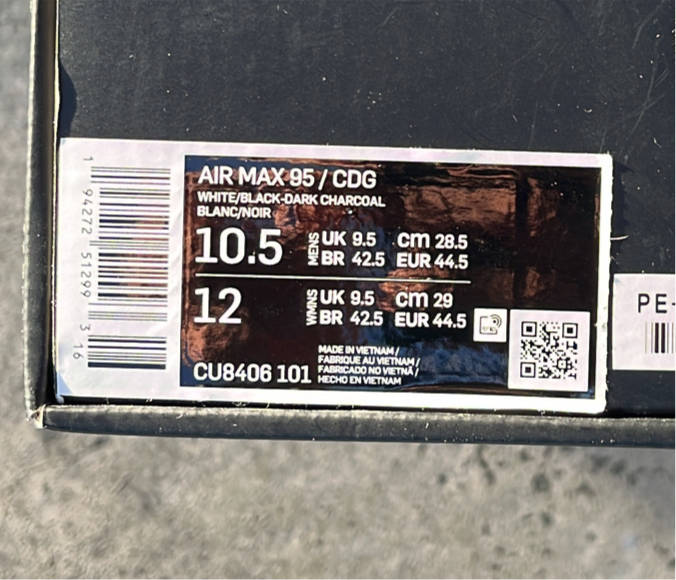 1 94272 51299 3 16
AIR MAX 95 / CDG
WHITE/BLACK-DARK CHARCOAL
BLANC/NOIR
10.5 MENS UK 9.5 cm 28.5
BR 42.5 EUR 44.5
12 WMNS UK 9.5 cm 29
BR 42.5 EUR 44.5
CU8406 101
MADE IN VIETNAM /
FABRIQUE AU VIETNAM /
FABRICADO NO VIETNÃ /
HECHO EN VIETNAM
PE-